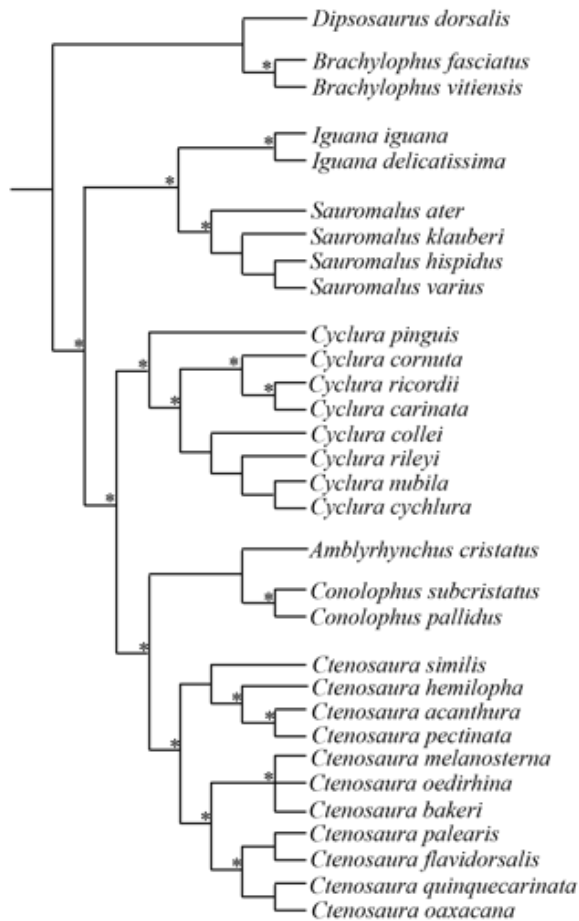 Dipsosaurus dorsalis
Brachylophus fasciatus
Brachylophus vitiensis
Iguana iguana
Iguana delicatissima
Sauromalus ater
Sauromalus klauberi
Sauromalus hispidus
Sauromalus varius
Cyclura pinguis
Cyclura cornuta
Cyclura ricordii
Cyclura carinata
Cyclura collei
Cyclura rileyi
Cyclura nubila
Cyclura cychlura
Amblyrhynchus cristatus
Conolophus subcristatus
Conolophus pallidus
Ctenosaura similis
Ctenosaura hemilopha
Ctenosaura acanthura
Ctenosaura pectinata
Ctenosaura melanosterna
Ctenosaura oedirhina
Ctenosaura bakeri
Ctenosaura palearis
Ctenosaura flavidorsalis
Ctenosaura quinquecarinata
Ctenosaura oaxacana